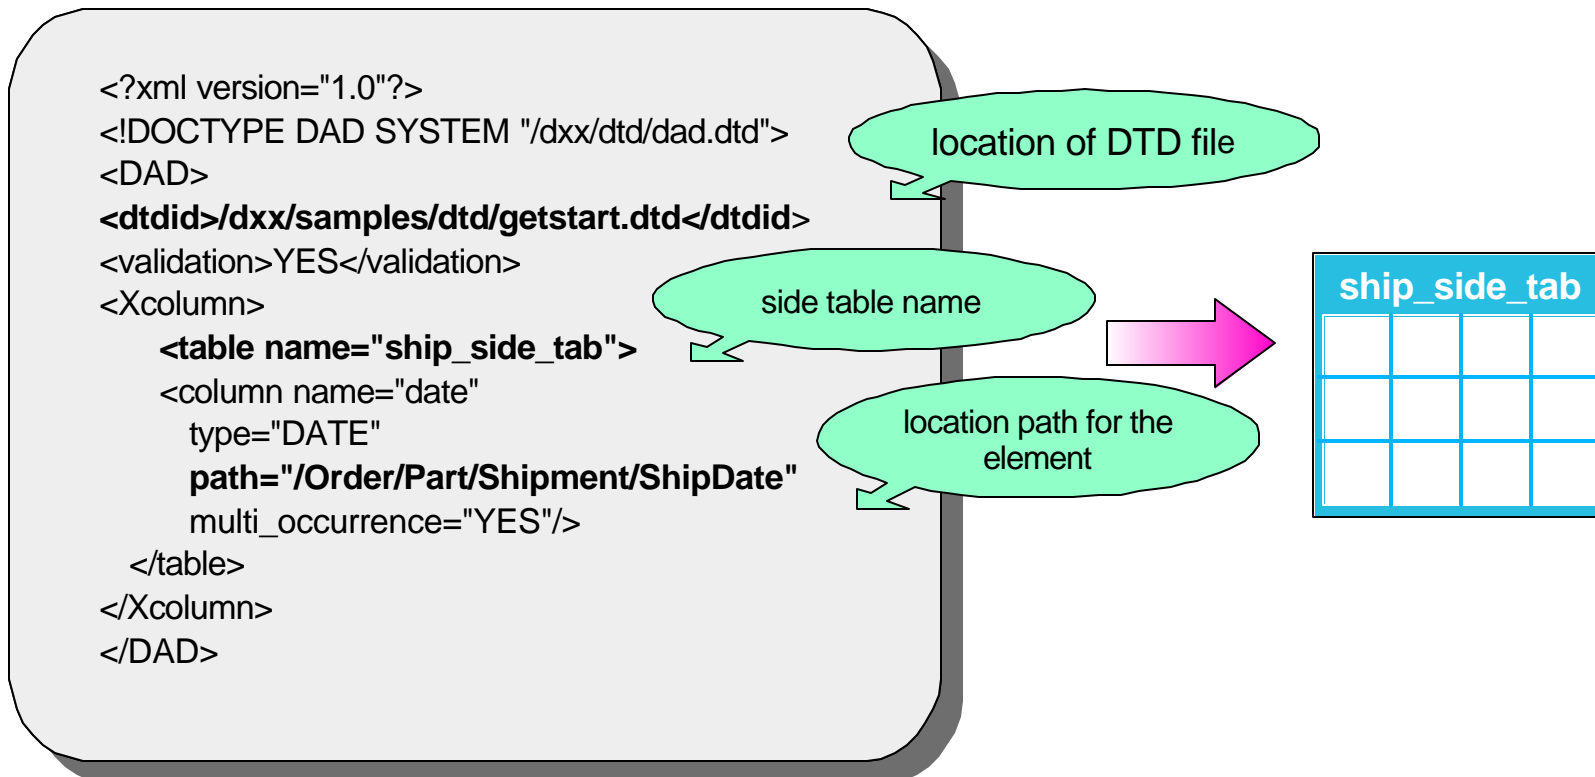 <?xml version="1.0"?>
<!DOCTYPE DAD SYSTEM "/dxx/dtd/dad.dtd">
<DAD>
<dtdid>/dxx/samples/dtd/getstart.dtd</dtdid>
<validation>YES</validation>
<Xcolumn>
<table name="ship_side_tab">
<column name="date"
type="DATE"
path="/Order/Part/Shipment/ShipDate"
multi_occurrence="YES"/>
</table>
</Xcolumn>
</DAD>
location of DTD file
side table name
location path for the
element
ship_side_tab